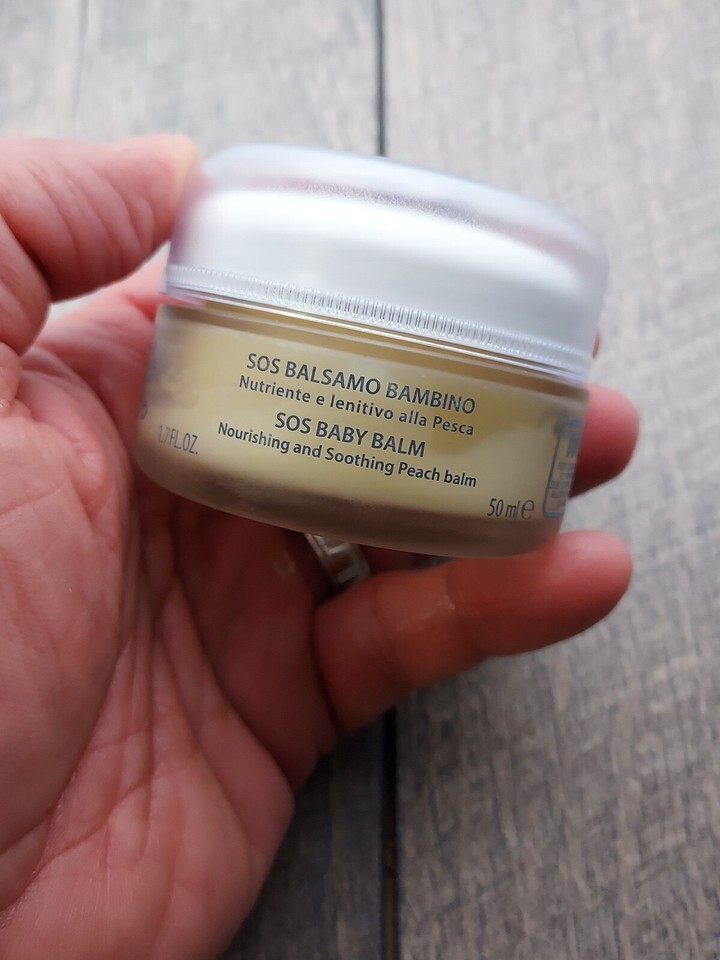 SOS BALSAMO BAMBINO
Nutriente e lenitivo alla Pesca
SOS BABY BALM
Nourishing and Soothing Peach balm
1.7FL.OZ.
50 ml e